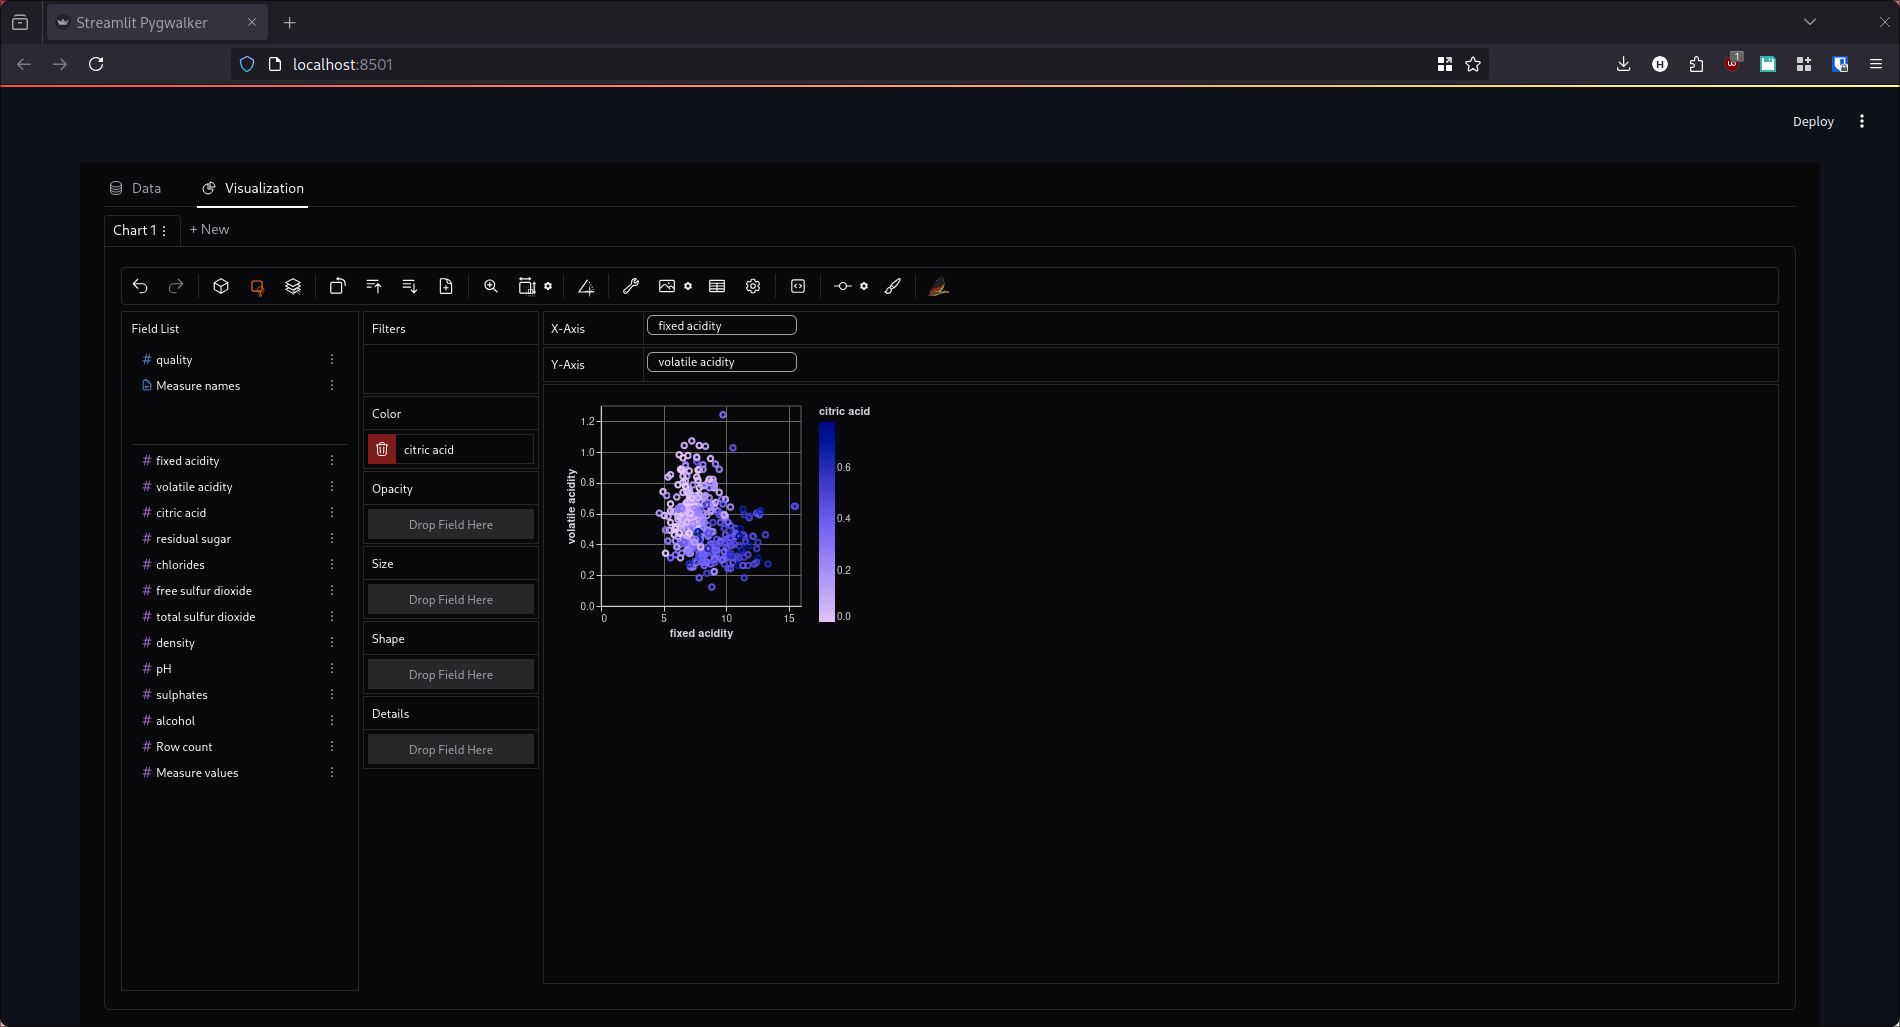 Streamlit Pygwalker
localhost:8501
H
1
Deploy
Data
Visualization
Chart 1
+ New
Field List
quality
Measure names
fixed acidity
volatile acidity
citric acid
residual sugar
chlorides
free sulfur dioxide
total sulfur dioxide
density
pH
sulphates
alcohol
Row count
Measure values
Filters
Color
citric acid
Opacity
Drop Field Here
Size
Drop Field Here
Shape
Drop Field Here
Details
Drop Field Here
X-Axis
fixed acidity
Y-Axis
volatile acidity
volatile acidity
1.2
1.0
0.8
0.6
0.4
0.2
0.0
0 5 10 15
fixed acidity
citric acid
0.6
0.4
0.2
0.0